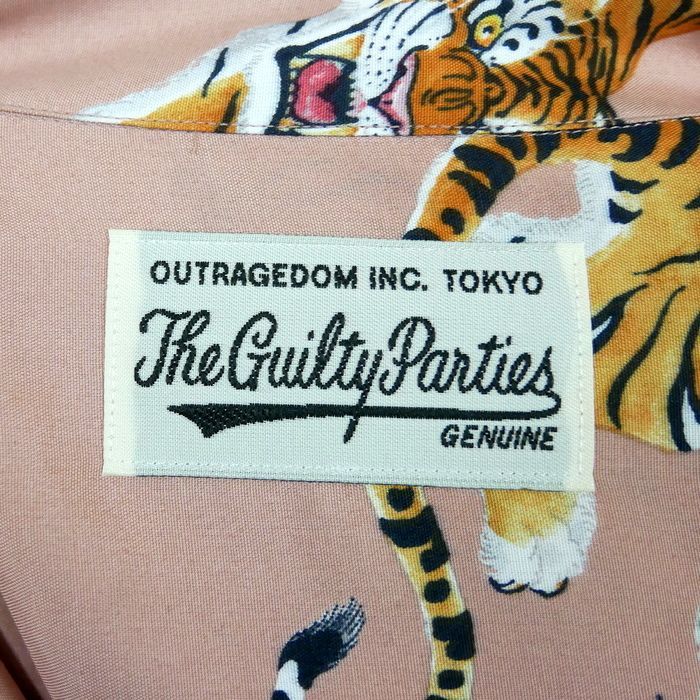 OUTRAGEDOM INC. TOKYO
The Guilty Parties
GENUINE